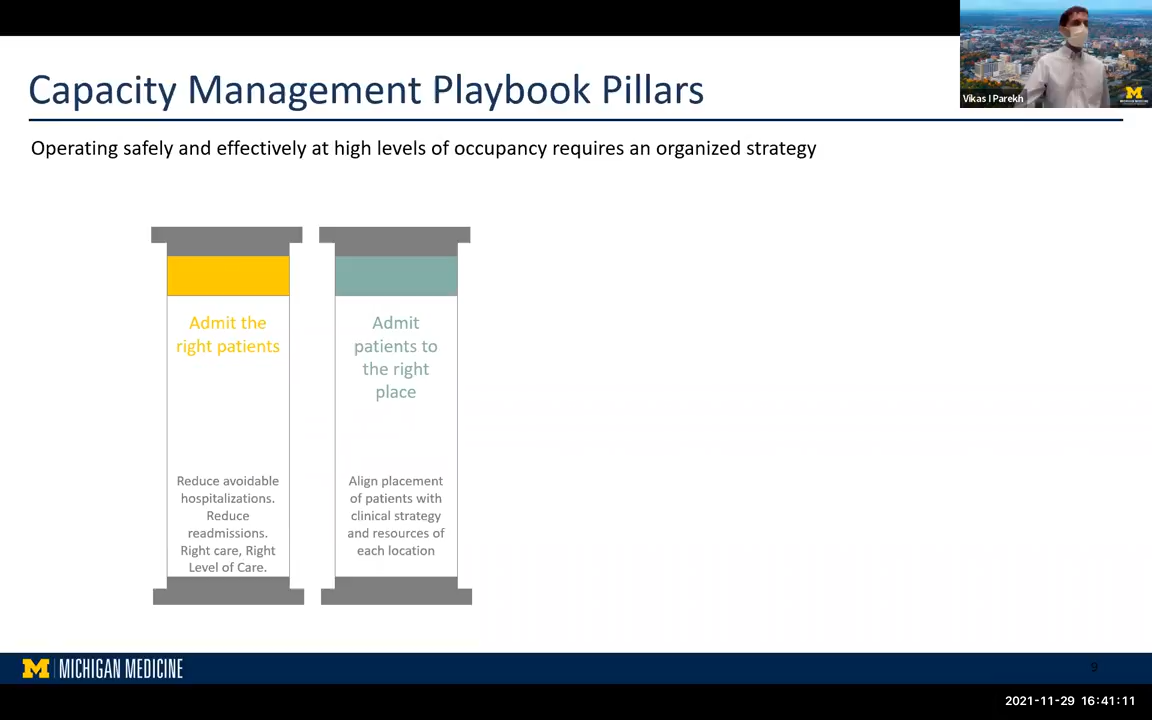 Capacity Management Playbook Pillars
Vikas I Parekh
Operating safely and effectively at high levels of occupancy requires an organized strategy
Admit the
right patients
Reduce avoidable
hospitalizations.
Reduce
readmissions.
Right care, Right
Level of Care.
Admit
patients to
the right
place
Align placement
of patients with
clinical strategy
and resources of
each location
M MICHIGAN MEDICINE
9
2021-11-29 16:41:11